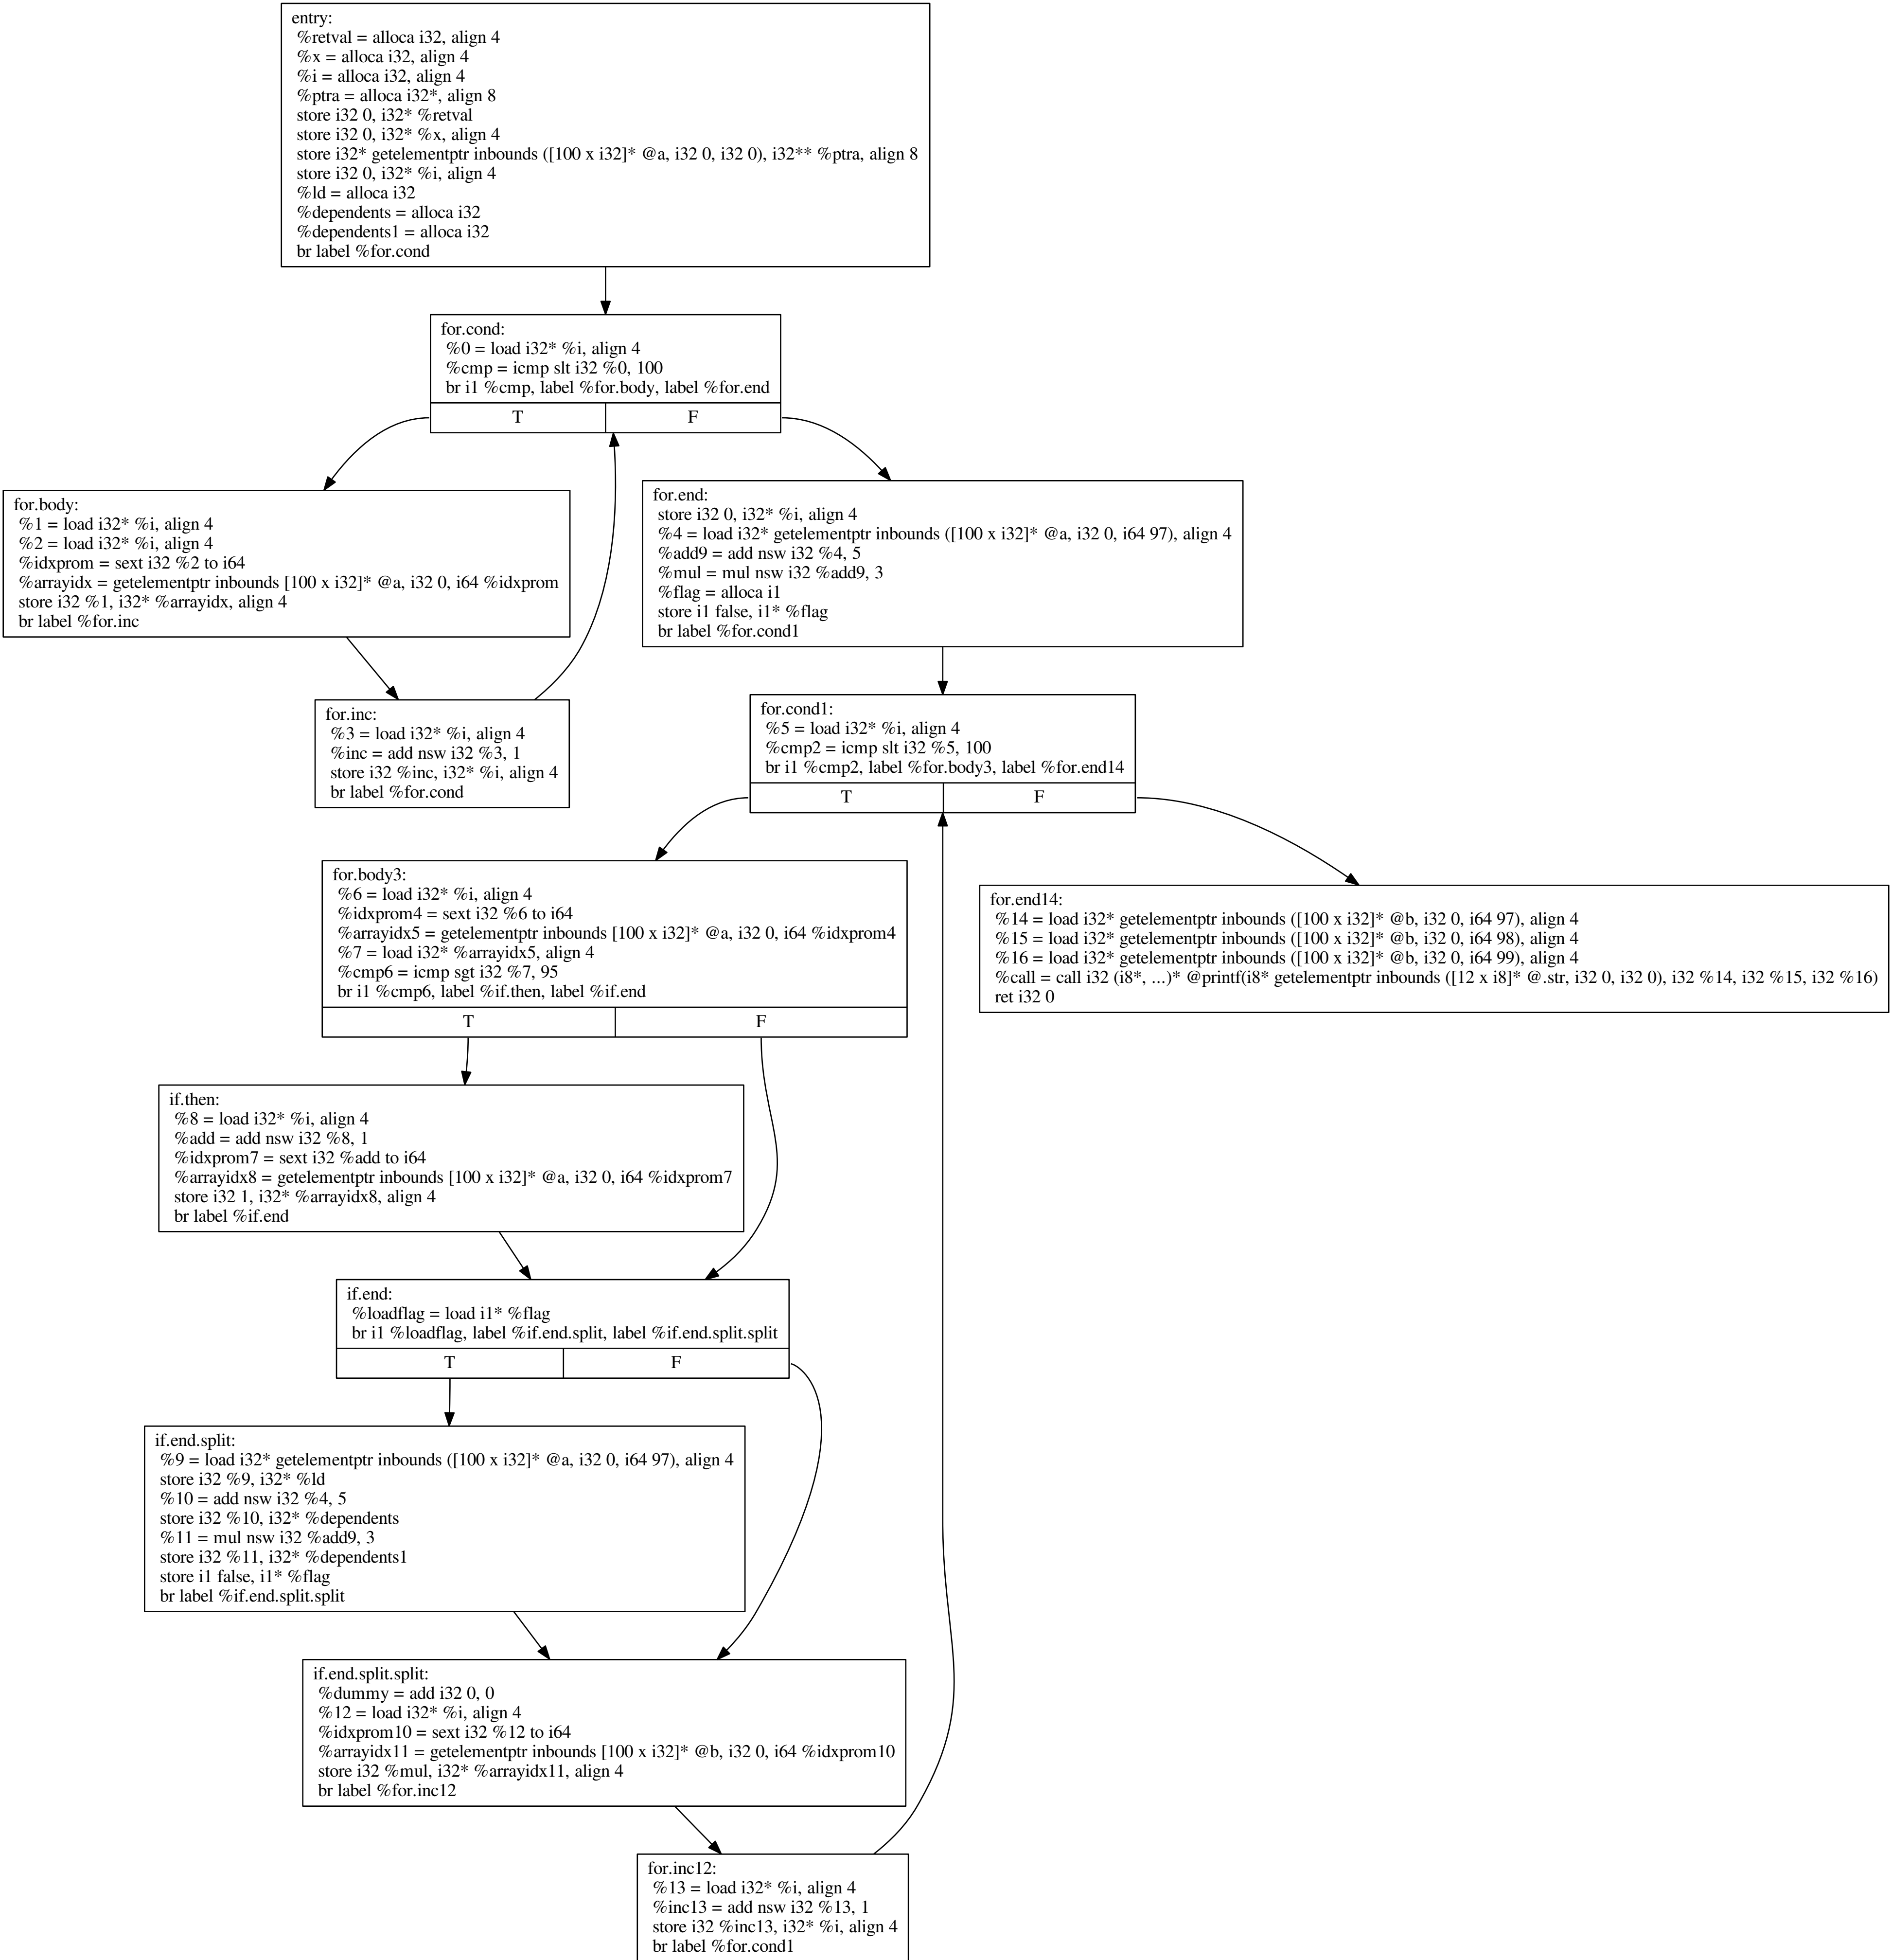 entry:
%retval = alloca i32, align 4
%x = alloca i32, align 4
%i = alloca i32, align 4
%ptra = alloca i32*, align 8
store i32 0, i32* %retval
store i32 0, i32* %x, align 4
store i32* getelementptr inbounds ([100 x i32]* @a, i32 0, i32 0), i32** %ptra, align 8
store i32 0, i32* %i, align 4
%ld = alloca i32
%dependents = alloca i32
%dependents1 = alloca i32
br label %for.cond
for.cond:
%0 = load i32* %i, align 4
%cmp = icmp slt i32 %0, 100
br i1 %cmp, label %for.body, label %for.end
T F
for.body:
%1 = load i32* %i, align 4
%2 = load i32* %i, align 4
%idxprom = sext i32 %2 to i64
%arrayidx = getelementptr inbounds [100 x i32]* @a, i32 0, i64 %idxprom
store i32 %1, i32* %arrayidx, align 4
br label %for.inc
for.end:
store i32 0, i32* %i, align 4
%4 = load i32* getelementptr inbounds ([100 x i32]* @a, i32 0, i64 97), align 4
%add9 = add nsw i32 %4, 5
%mul = mul nsw i32 %add9, 3
%flag = alloca i1
store i1 false, i1* %flag
br label %for.cond1
for.inc:
%3 = load i32* %i, align 4
%inc = add nsw i32 %3, 1
store i32 %inc, i32* %i, align 4
br label %for.cond
for.cond1:
%5 = load i32* %i, align 4
%cmp2 = icmp slt i32 %5, 100
br i1 %cmp2, label %for.body3, label %for.end14
T F
for.body3:
%6 = load i32* %i, align 4
%idxprom4 = sext i32 %6 to i64
%arrayidx5 = getelementptr inbounds [100 x i32]* @a, i32 0, i64 %idxprom4
%7 = load i32* %arrayidx5, align 4
%cmp6 = icmp sgt i32 %7, 95
br i1 %cmp6, label %if.then, label %if.end
T F
for.end14:
%14 = load i32* getelementptr inbounds ([100 x i32]* @b, i32 0, i64 97), align 4
%15 = load i32* getelementptr inbounds ([100 x i32]* @b, i32 0, i64 98), align 4
%16 = load i32* getelementptr inbounds ([100 x i32]* @b, i32 0, i64 99), align 4
%call = call i32 (i8*, ...)* @printf(i8* getelementptr inbounds ([12 x i8]* @.str, i32 0, i32 0), i32 %14, i32 %15, i32 %16)
ret i32 0
if.then:
%8 = load i32* %i, align 4
%add = add nsw i32 %8, 1
%idxprom7 = sext i32 %add to i64
%arrayidx8 = getelementptr inbounds [100 x i32]* @a, i32 0, i64 %idxprom7
store i32 1, i32* %arrayidx8, align 4
br label %if.end
if.end:
%loadflag = load i1* %flag
br i1 %loadflag, label %if.end.split, label %if.end.split.split
T F
if.end.split:
%9 = load i32* getelementptr inbounds ([100 x i32]* @a, i32 0, i64 97), align 4
store i32 %9, i32* %ld
%10 = add nsw i32 %4, 5
store i32 %10, i32* %dependents
%11 = mul nsw i32 %add9, 3
store i32 %11, i32* %dependents1
store i1 false, i1* %flag
br label %if.end.split.split
if.end.split.split:
%dummy = add i32 0, 0
%12 = load i32* %i, align 4
%idxprom10 = sext i32 %12 to i64
%arrayidx11 = getelementptr inbounds [100 x i32]* @b, i32 0, i64 %idxprom10
store i32 %mul, i32* %arrayidx11, align 4
br label %for.inc12
for.inc12:
%13 = load i32* %i, align 4
%inc13 = add nsw i32 %13, 1
store i32 %inc13, i32* %i, align 4
br label %for.cond1